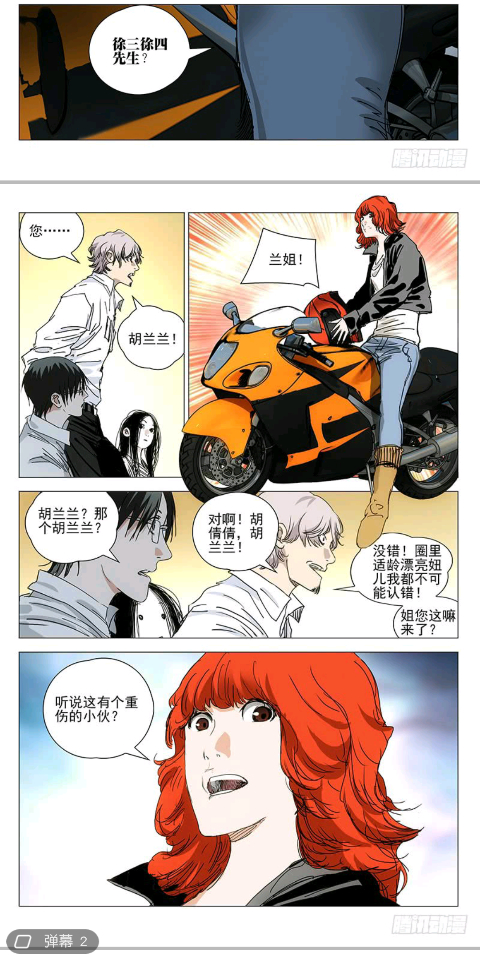 徐三徐四
先生？
腾讯动漫
您……
胡兰兰！
兰姐！
胡兰兰？那
个胡兰兰？
对啊！胡
倩倩，胡
兰兰！
没错！圈里
适龄漂亮妞
儿我都不可
能认错！
姐您这嘛
来了？
听说这有个重
伤的小伙？
腾讯动漫
弹幕 2